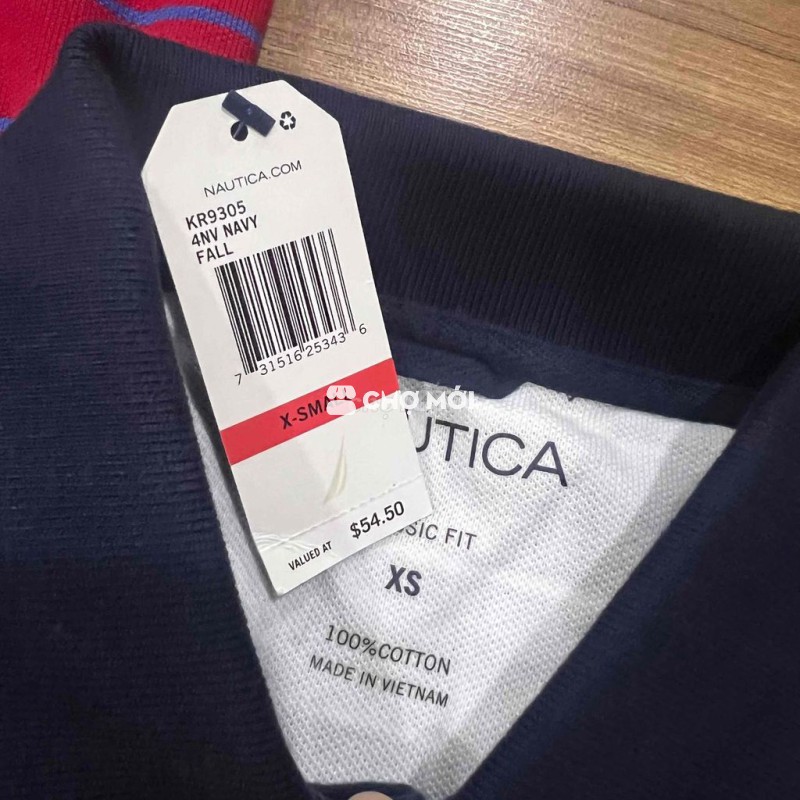 NAUTICA.COM
KR9305
4NV NAVY
FALL
7 31516 25343 6
CHỢ MỚI
VALUED AT $54.50
UTICA
SIC FIT
XS
100%COTTON
MADE IN VIETNAM